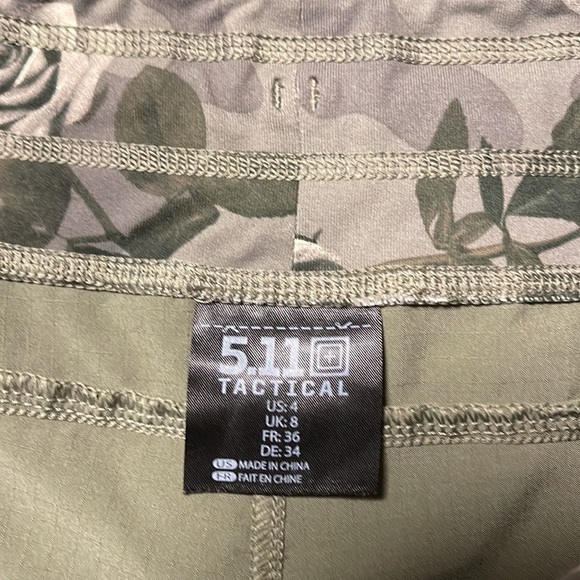 5.11
TACTICAL
US: 4
UK: 8
FR: 36
DE: 34
US MADE IN CHINA
FR FAIT EN CHINE